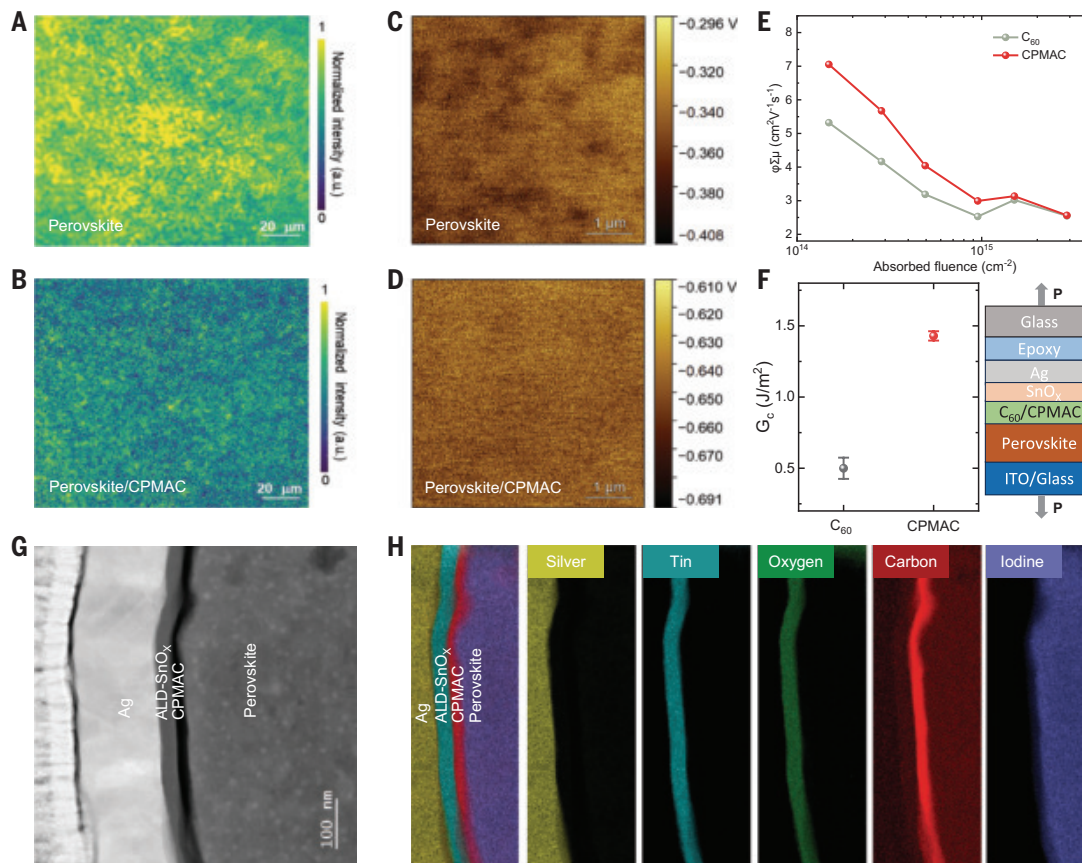 A
1
Normalized intensity (a.u.)
0
Perovskite
20 μm
B
1
Normalized intensity (a.u.)
0
Perovskite/CPMAC
20 μm
C
−0.296 V
−0.320
−0.340
−0.360
−0.380
−0.408
Perovskite
1 μm
D
−0.610 V
−0.630
−0.640
−0.650
−0.660
−0.670
−0.691
Perovskite/CPMAC
1 μm
E
C₆₀
CPMAC
8
7
6
5
4
3
2
φΣμ (cm²V⁻¹s⁻¹)
10¹⁴
10¹⁵
Absorbed fluence (cm⁻²)
F
1.5
1.0
0.5
G꜀ (J/m²)
C₆₀
CPMAC
P
Glass
Epoxy
Ag
SnOₓ
C₆₀/CPMAC
Perovskite
ITO/Glass
P
G
Ag
ALD-SnOₓ
CPMAC
Perovskite
100 nm
H
Ag
ALD-SnOₓ
CPMAC
Perovskite
Silver
Tin
Oxygen
Carbon
Iodine